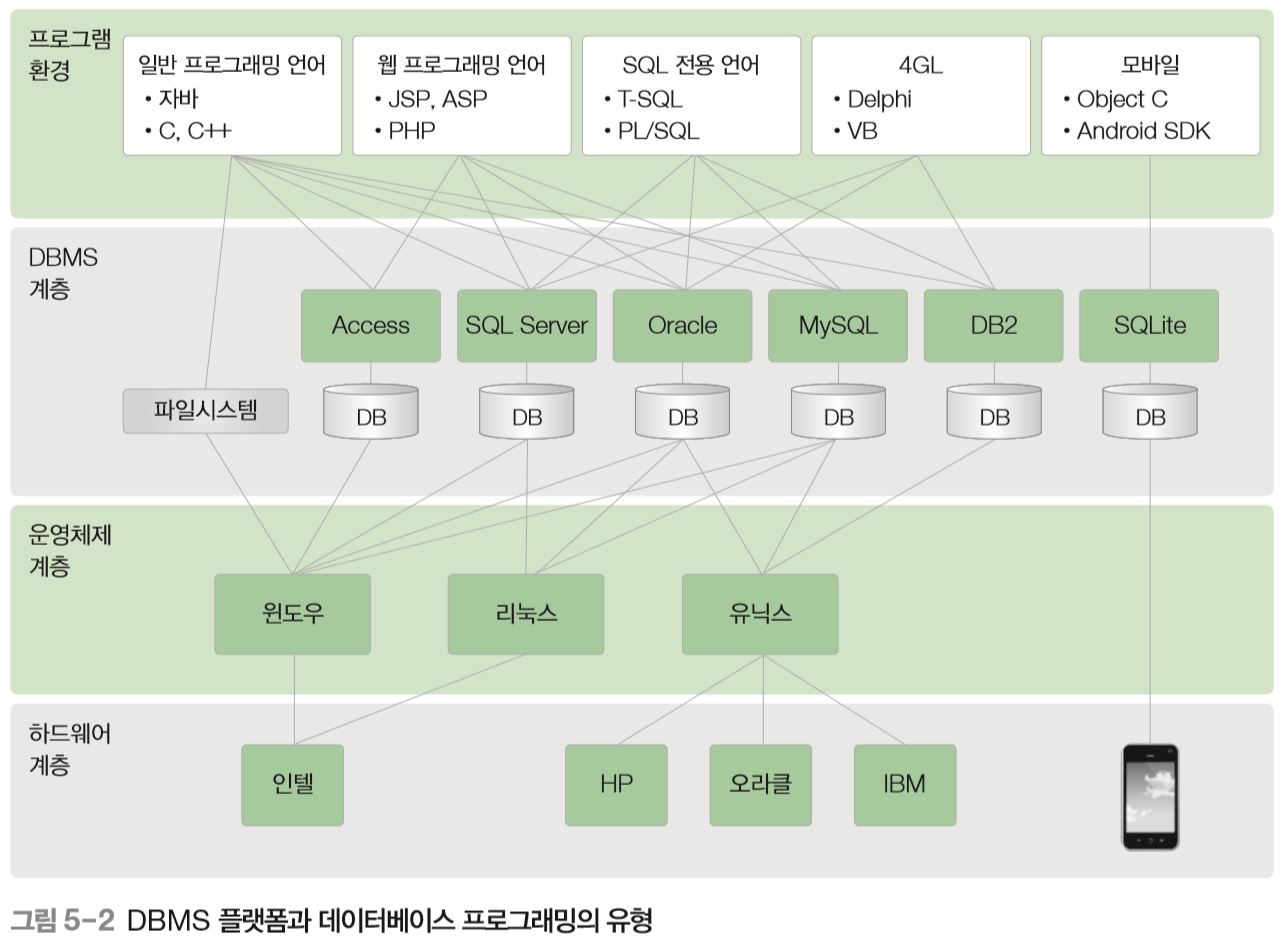 프로그램
환경
일반 프로그래밍 언어
• 자바
• C, C++
웹 프로그래밍 언어
• JSP, ASP
• PHP
SQL 전용 언어
• T-SQL
• PL/SQL
4GL
• Delphi
• VB
모바일
• Object C
• Android SDK
DBMS
계층
Access
SQL Server
Oracle
MySQL
DB2
SQLite
파일시스템
DB
DB
DB
DB
DB
DB
운영체제
계층
윈도우
리눅스
유닉스
하드웨어
계층
인텔
HP
오라클
IBM
그림 5-2 DBMS 플랫폼과 데이터베이스 프로그래밍의 유형